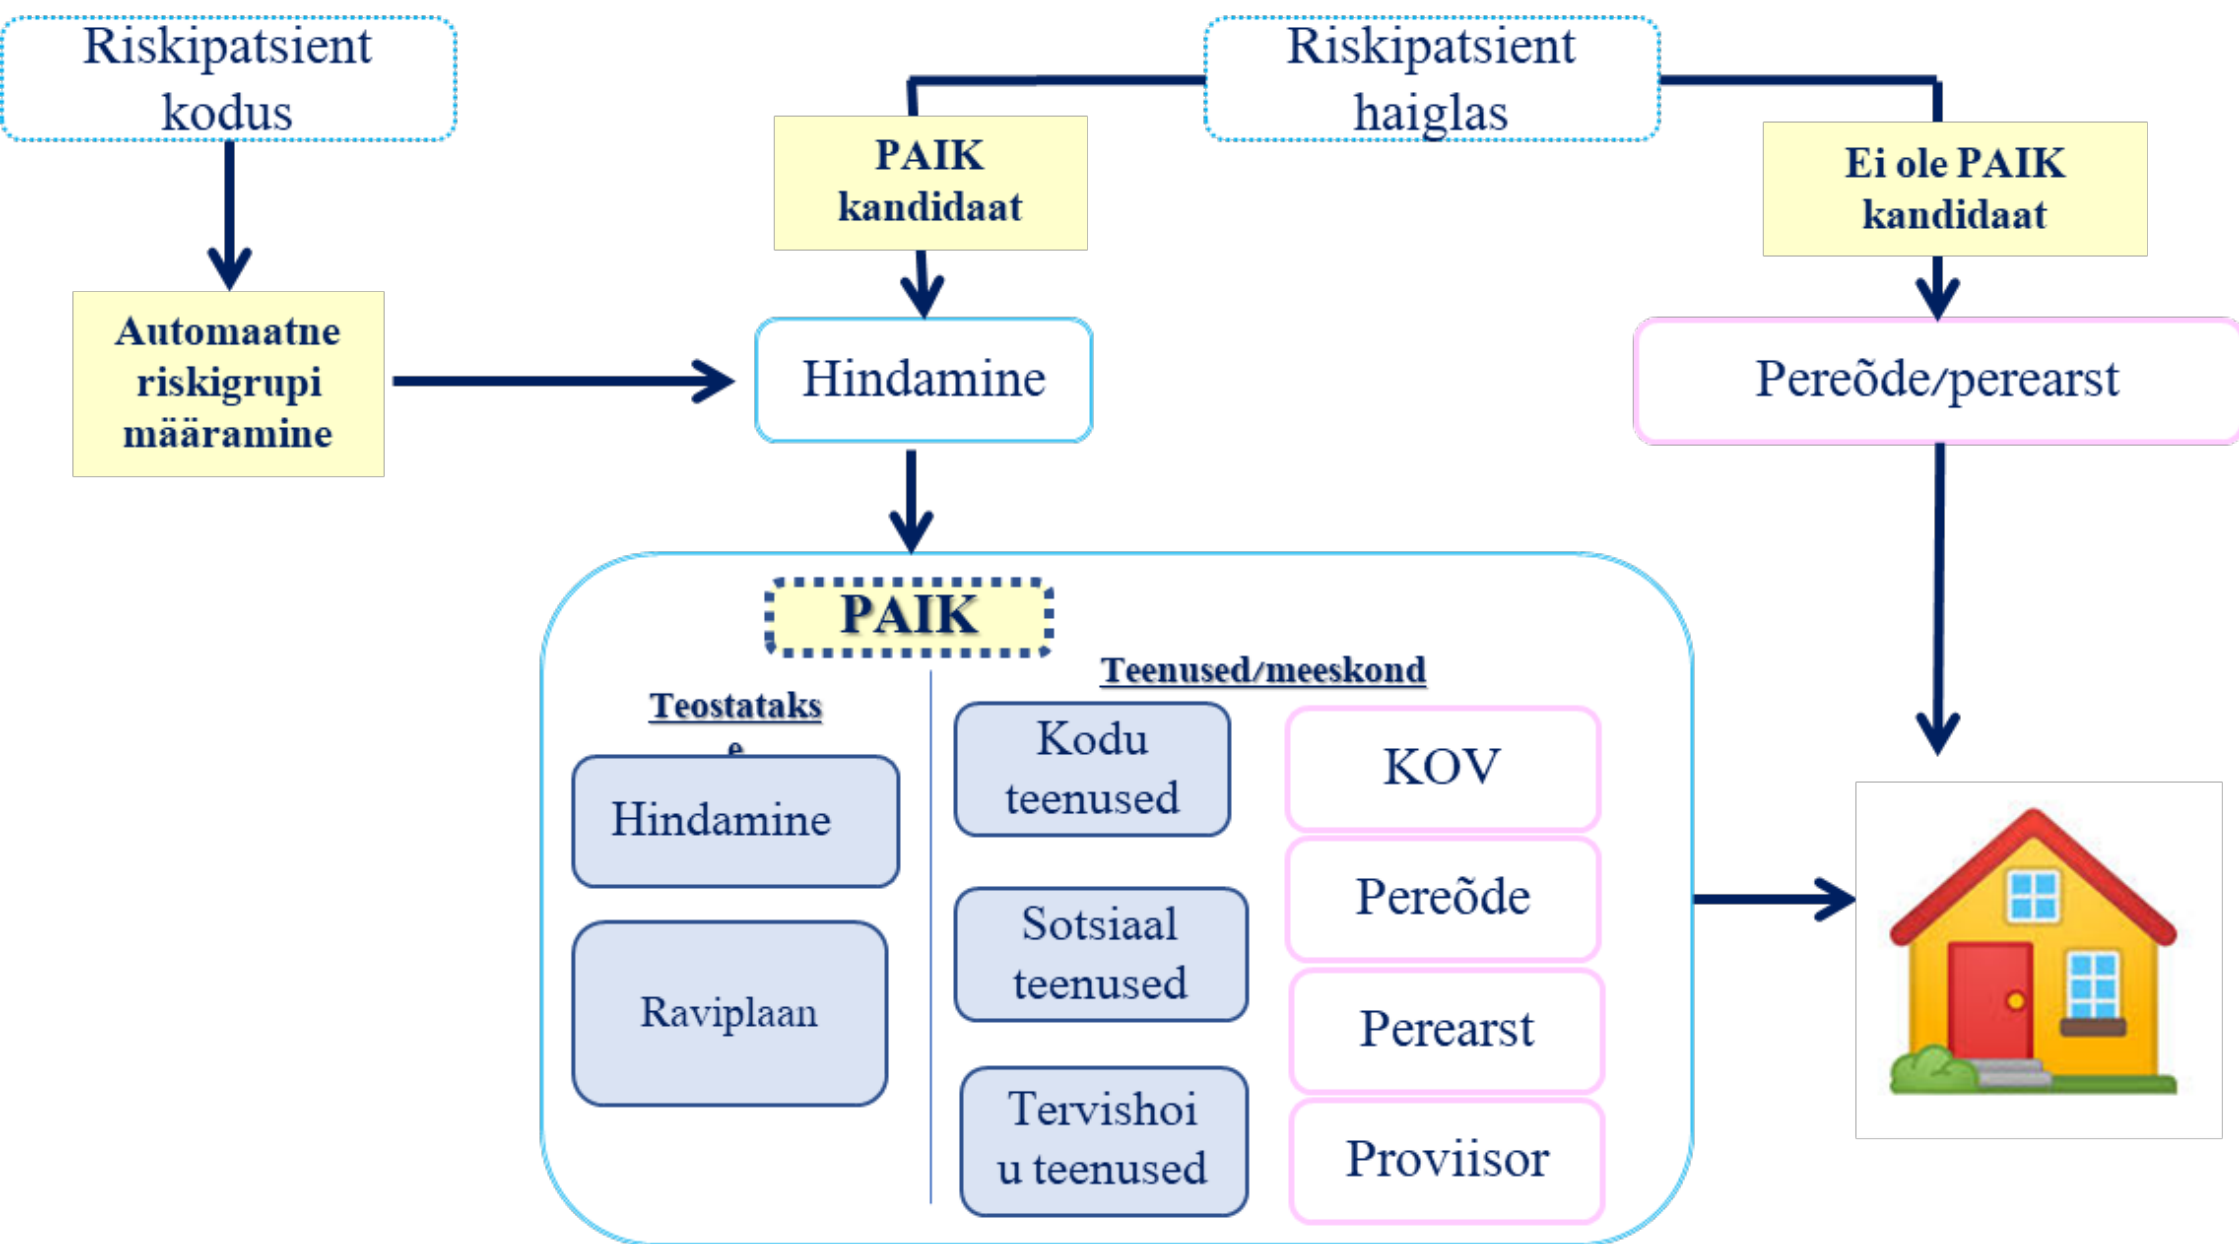 Riskipatsient
kodus
Riskipatsient
haiglas
PAIK
kandidaat
Ei ole PAIK
kandidaat
Automaatne
riskigrupi
määramine
Hindamine
Pereõde/perearst
PAIK
Teostataks
e
Hindamine
Raviplaan
Teenused/meeskond
Kodu
teenused
Sotsiaal
teenused
Tervishoi
u teenused
KOV
Pereõde
Perearst
Proviisor